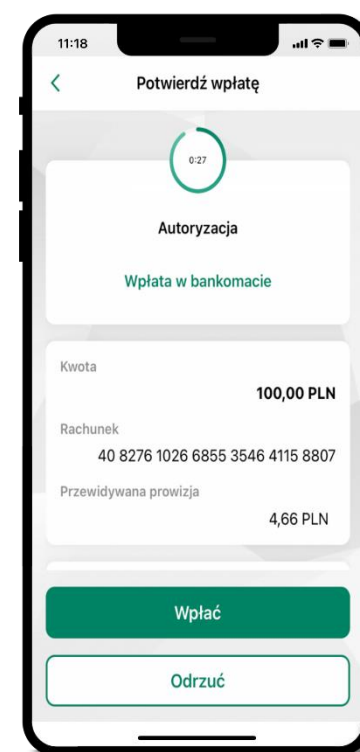 11:18
Potwierdź wpłatę
0:27
Autoryzacja
Wpłata w bankomacie
Kwota
100,00 PLN
Rachunek
40 8276 1026 6855 3546 4115 8807
Przewidywana prowizja
4,66 PLN
Wpłać
Odrzuć